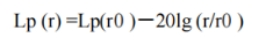 Lp (r) =Lp(r0 )−20lg (r/r0 )